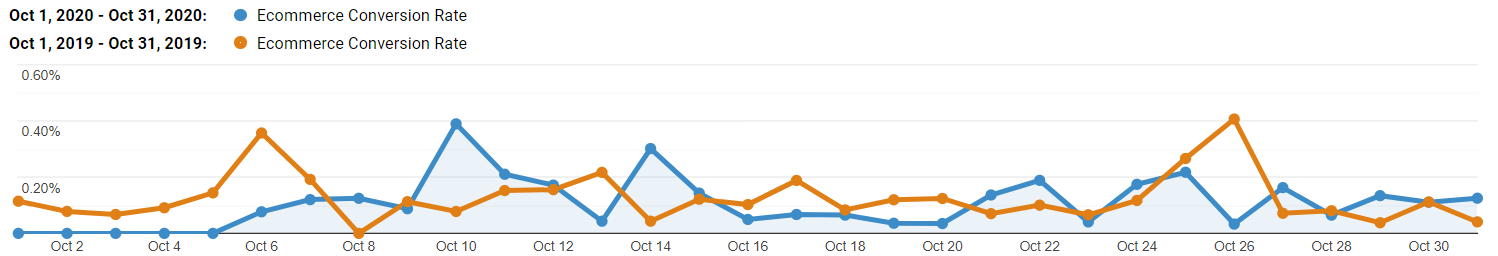 Oct 1, 2020 - Oct 31, 2020: Ecommerce Conversion Rate
Oct 1, 2019 - Oct 31, 2019: Ecommerce Conversion Rate
0.60%
0.40%
0.20%
Oct 2 Oct 4 Oct 6 Oct 8 Oct 10 Oct 12 Oct 14 Oct 16 Oct 18 Oct 20 Oct 22 Oct 24 Oct 26 Oct 28 Oct 30